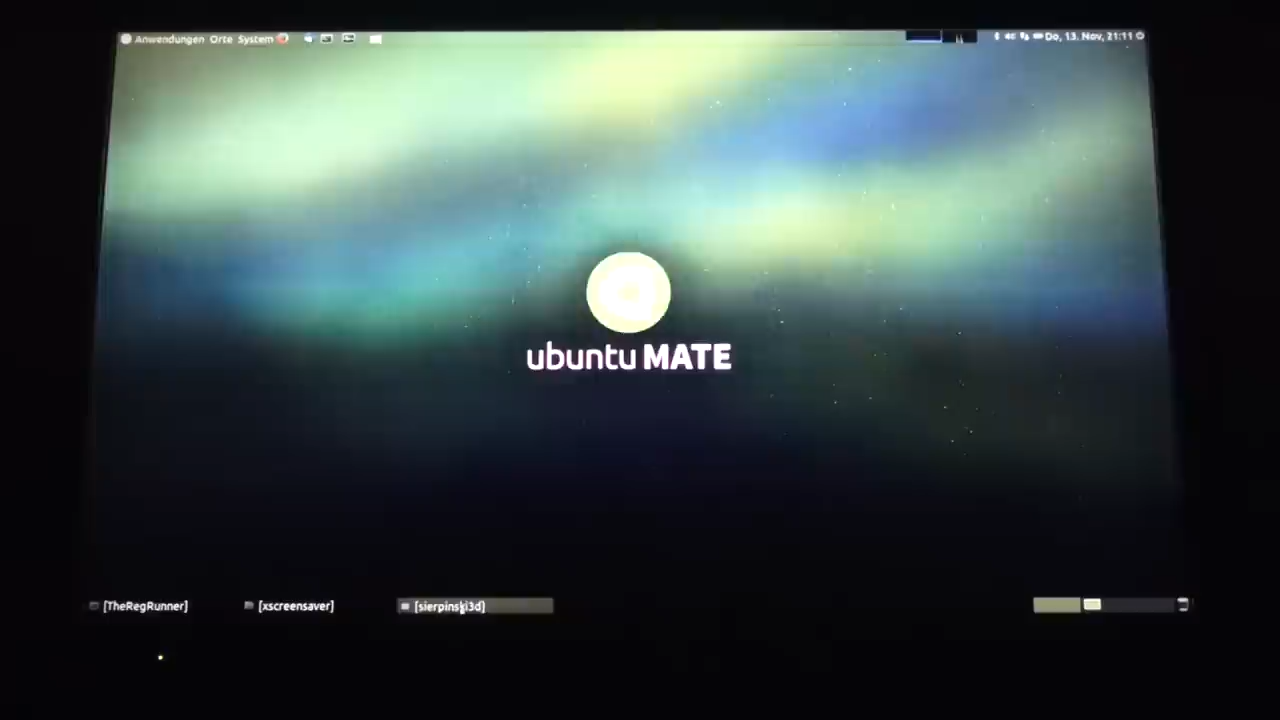 Anwendungen Orte System
Do, 13. Nov, 21:11
ubuntu MATE
[TheRegRunner]
[xscreensaver]
[sierpinski3d]